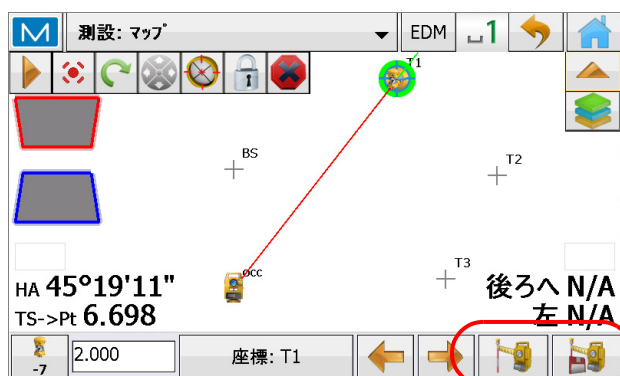 M 測設: マップ EDM 1
T1
BS
T2
occ
T3
HA 45°19'11"
後ろへ N/A
TS->Pt 6.698
左 N/A
-7 2.000 座標: T1